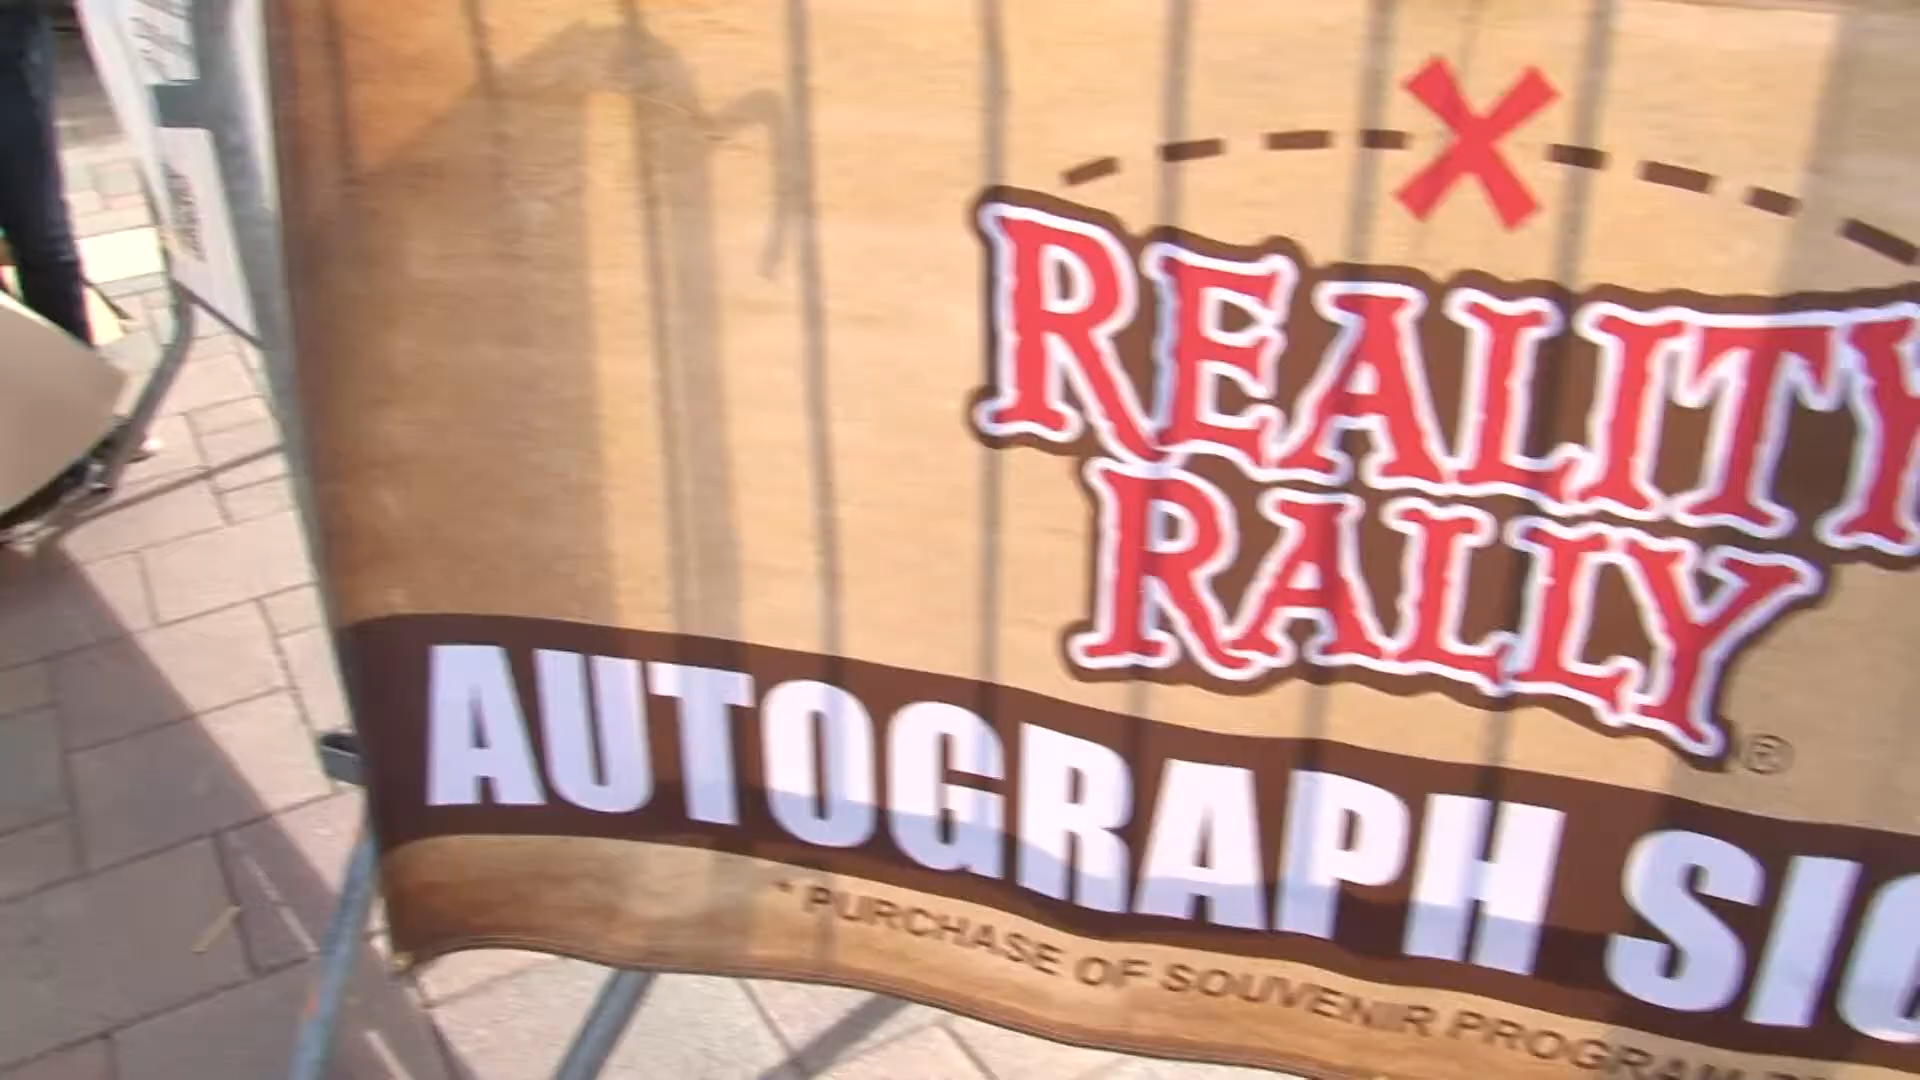 REALITY
RALLY
®
AUTOGRAPH SIG
* PURCHASE OF SOUVENIR PROGRAM